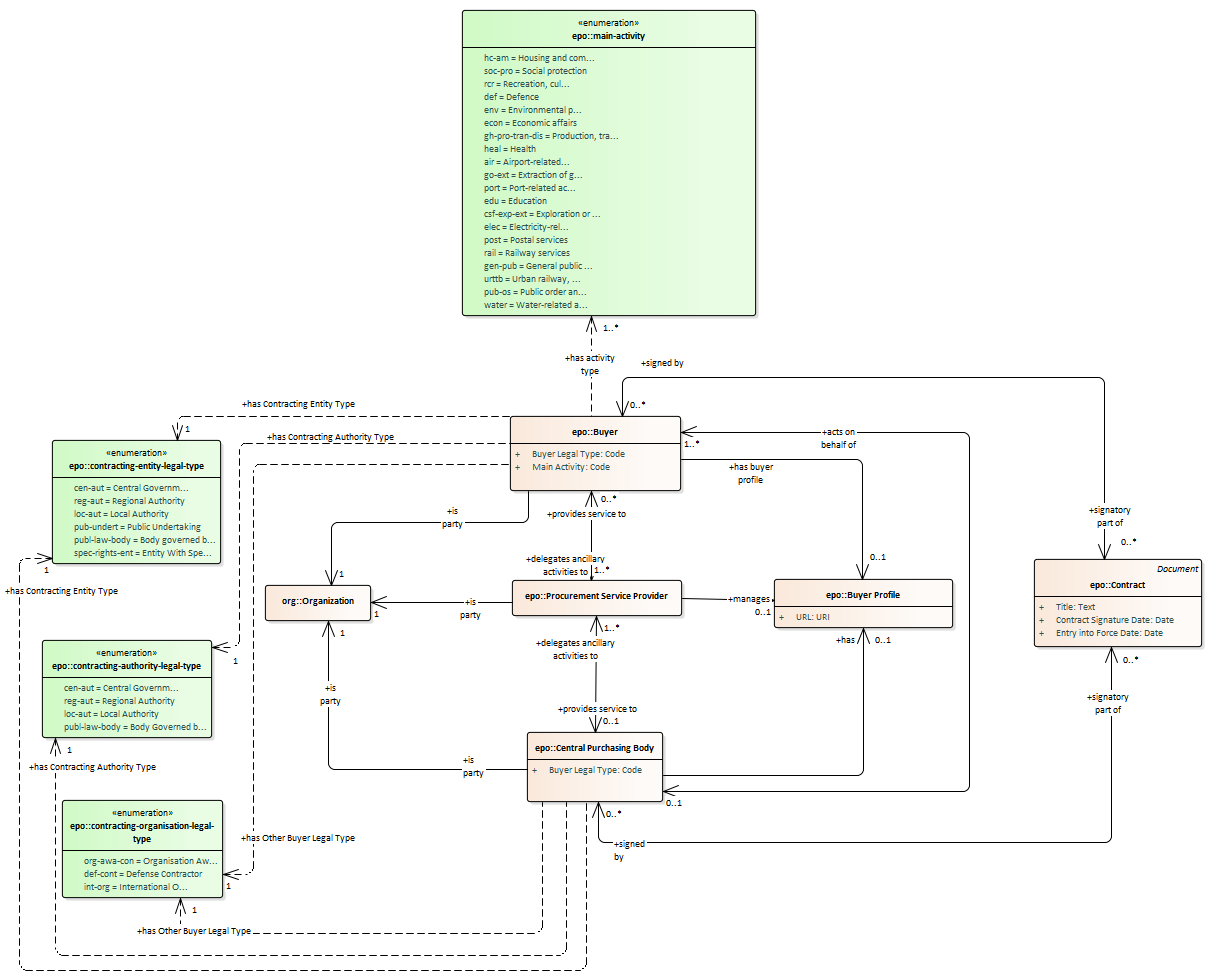 «enumeration»
epo::main-activity
hc-am = Housing and com...
soc-pro = Social protection
rcr = Recreation, cul...
def = Defence
env = Environmental p...
econ = Economic affairs
gh-pro-tran-dis = Production, tra...
heal = Health
air = Airport-related...
go-ext = Extraction of g...
port = Port-related ac...
edu = Education
csf-exp-ext = Exploration or ...
elec = Electricity-rel...
post = Postal services
rail = Railway services
gen-pub = General public ...
urttb = Urban railway, ...
pub-os = Public order an...
water = Water-related a...
1..*
+has activity
type
+signed by
0..*
+has Contracting Entity Type
1
+has Contracting Authority Type
epo::Buyer
+ Buyer Legal Type: Code
+ Main Activity: Code
1..*
+acts on
behalf of
«enumeration»
epo::contracting-entity-legal-type
cen-aut = Central Governm...
reg-aut = Regional Authority
loc-aut = Local Authority
pub-undert = Public Undertaking
publ-law-body = Body governed b...
spec-rights-ent = Entity With Spe...
1
+has Contracting Entity Type
+has buyer
profile
0..*
+provides service to
+is
party
+signatory
part of
0..*
+delegates ancillary
activities to
1..*
0..1
1
org::Organization
1
+is
party
epo::Procurement Service Provider
+manages
0..1
epo::Buyer Profile
+ URL: URI
Document
epo::Contract
+ Title: Text
+ Contract Signature Date: Date
+ Entry into Force Date: Date
1
1..*
+delegates ancillary
activities to
+has
0..1
0..*
«enumeration»
epo::contracting-authority-legal-type
cen-aut = Central Governm...
reg-aut = Regional Authority
loc-aut = Local Authority
publ-law-body = Body Governed b...
1
1
+has Contracting Authority Type
+is
party
+signatory
part of
+provides service to
0..1
epo::Central Purchasing Body
+ Buyer Legal Type: Code
+is
party
0..1
0..*
+signed
by
«enumeration»
epo::contracting-organisation-legal-
type
org-awa-con = Organisation Aw...
def-cont = Defense Contractor
int-org = International O...
+has Other Buyer Legal Type
1
1
+has Other Buyer Legal Type